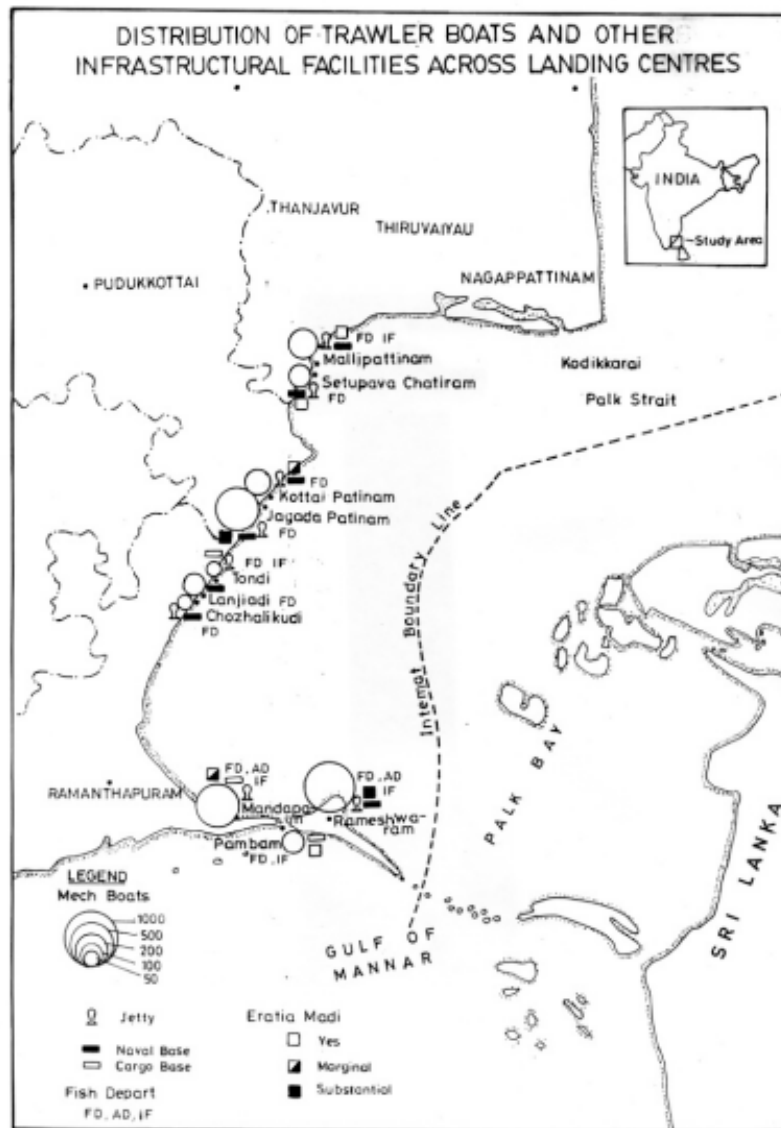 DISTRIBUTION OF TRAWLER BOATS AND OTHER
INFRASTRUCTURAL FACILITIES ACROSS LANDING CENTRES
INDIA
Study Area
THANJAVUR
THIRUVAIYAU
PUDUKKOTTAI
NAGAPPATTINAM
FD IF
Mallipattinam
Kodikkarai
Setupava Chatiram
FD
Palk Strait
FD
Kottai Patinam
Jagada Patinam
FD
Internat Boundary Line
FD IF
Tondi
Lanjiadi FD
Chozhalikudi
FD
PALK BAY
SRI LANKA
RAMANTHAPURAM
FD, AD
IF
Mandapa-
im
FD, AD
IF
Rameshwa-
ram
Pambam
FD, IF
GULF OF
MANNAR
LEGEND
Mech Boats
1000
500
200
100
50
Jetty
Naval Base
Cargo Base
Fish Depart
FD, AD, IF
Eratia Madi
Yes
Marginal
Substantial